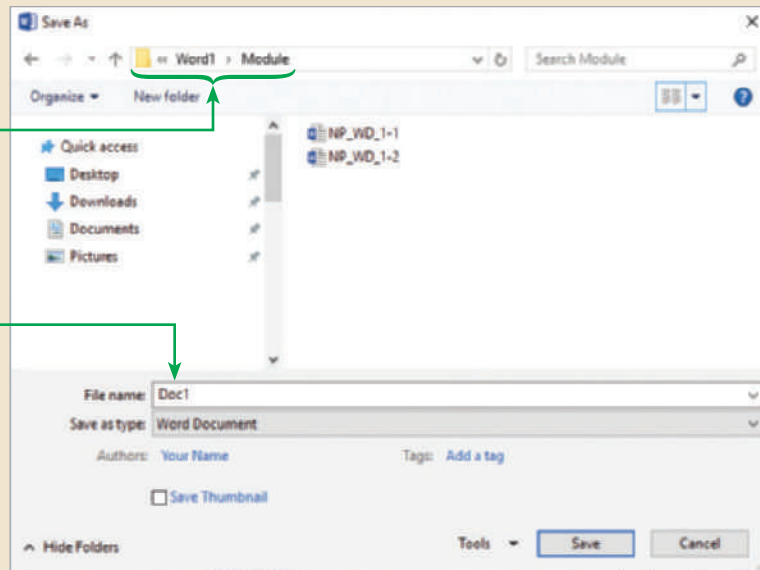 Save As
« Word1 › Module
Search Module
Organize
New folder
Quick access
Desktop
Downloads
Documents
Pictures
NP_WD_1-1
NP_WD_1-2
File name: Doc1
Save as type: Word Document
Authors: Your Name
Tags: Add a tag
Save Thumbnail
Hide Folders
Tools
Save
Cancel